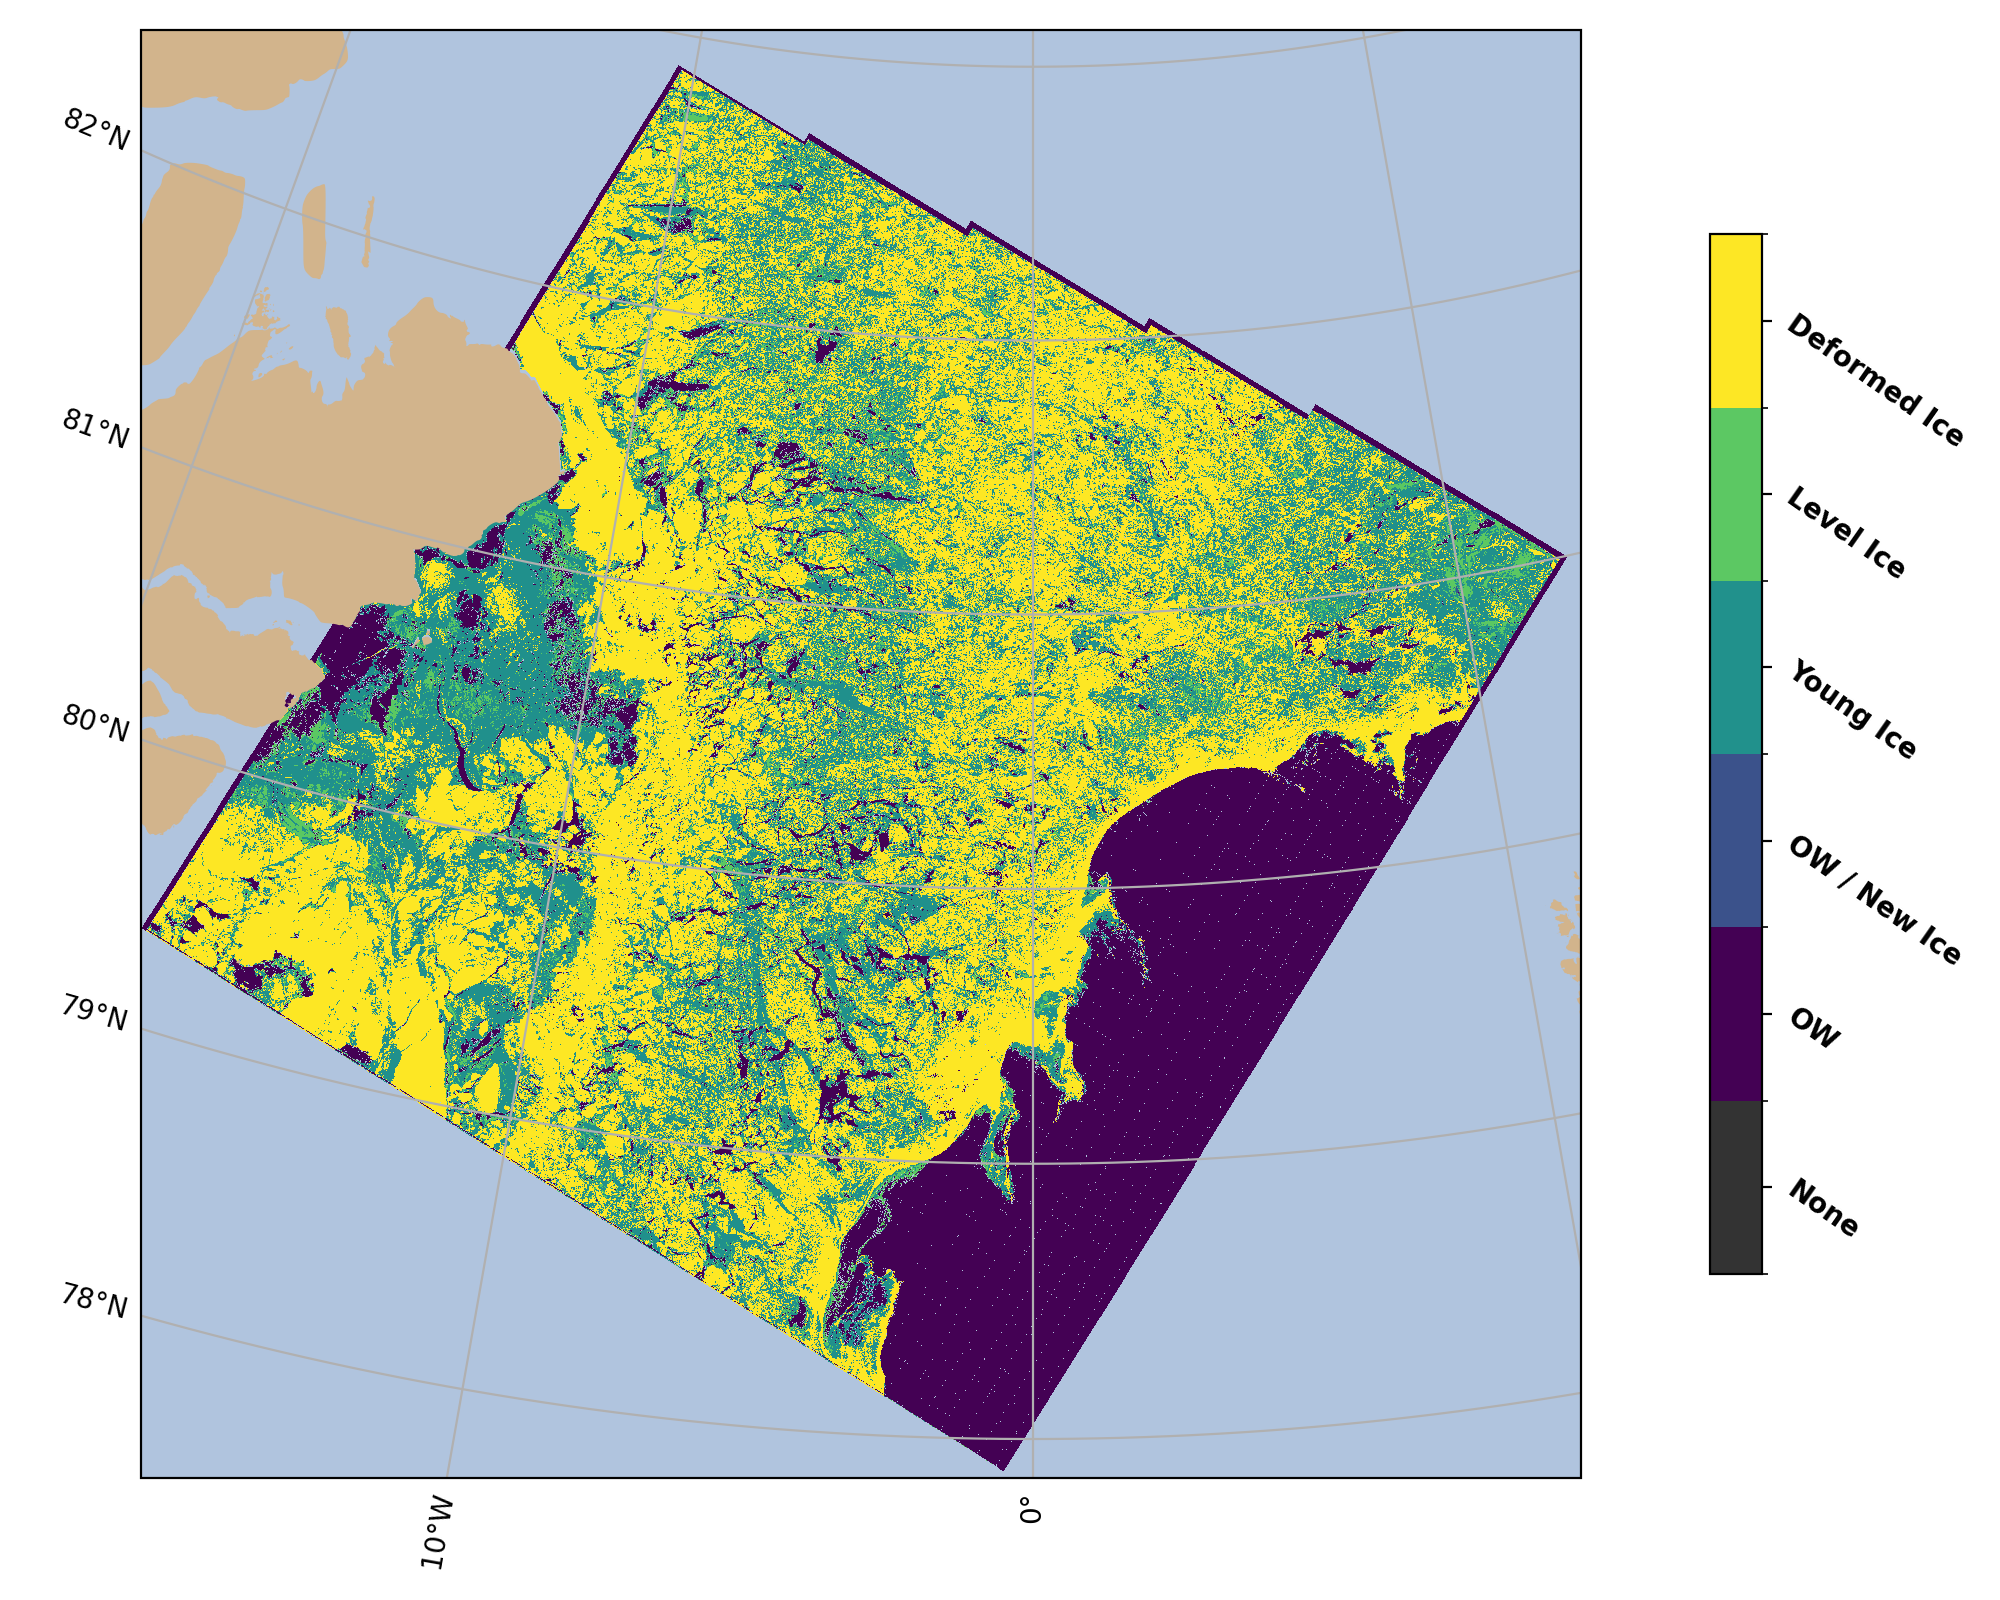 82°N
81°N
80°N
79°N
78°N
10°W
0°
Deformed Ice
Level Ice
Young Ice
OW / New Ice
OW
None